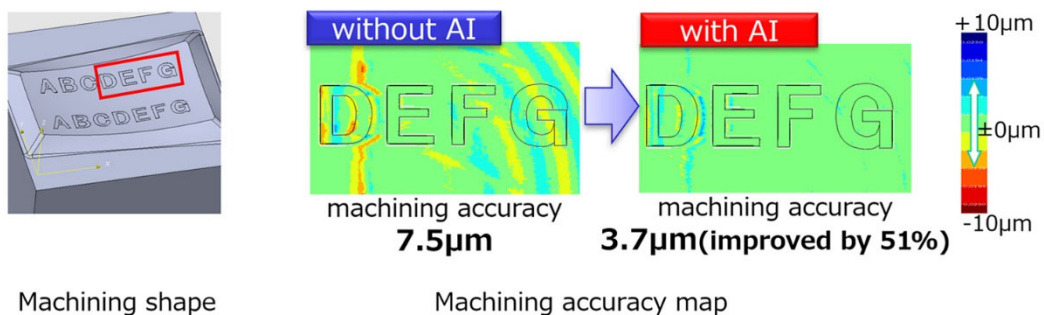 without AI
with AI
+10μm
ABCDEFG
ABCDEFG
DEFG
DEFG
±0μm
-10μm
machining accuracy
7.5μm
machining accuracy
3.7μm(improved by 51%)
Machining shape
Machining accuracy map